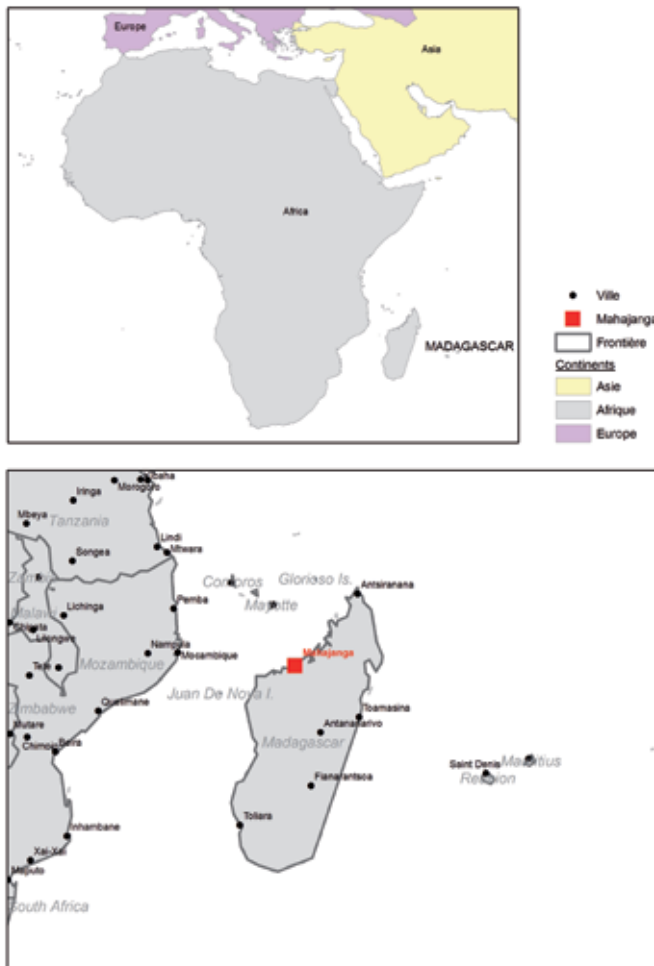 Europe
Asia
Africa
MADAGASCAR
Ville
Mahajanga
Frontière
Continents
Asie
Afrique
Europe
Iringa
Morogoro
Mbeya
Tanzania
Songea
Lindi
Mtwara
Comoros
Glorioso Is.
Antsiranana
Mayotte
Malawi
Lichinga
Pemba
Lilongwe
Nampula
Mocambique
Mozambique
Mahajanga
Tete
Juan De Nova I.
Zimbabwe
Quelimane
Toamasina
Antananarivo
Madagascar
Mutare
Chimoio
Beira
Saint Denis
Mauritius
Reunion
Fianarantsoa
Toliara
Inhambane
Xai-Xai
Maputo
South Africa